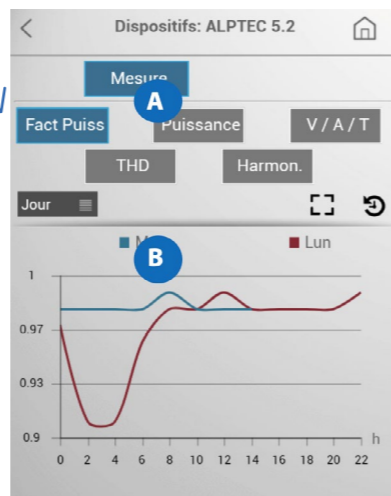 Dispositifs: ALPTEC 5.2
Mesure
A
Fact Puiss Puissance V / A / T
THD Harmon.
Jour
B Lun
1
0.97
0.93
0.9
h
0 2 4 6 8 10 12 14 16 18 20 22